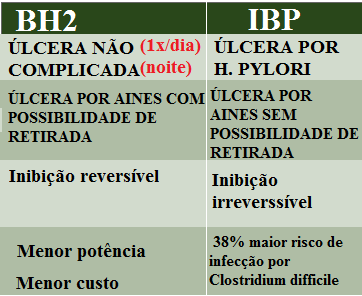 BH2
IBP
ÚLCERA NÃO (1x/dia)
COMPLICADA (noite)
ÚLCERA POR
H. PYLORI
ÚLCERA POR AINES COM
POSSIBILIDADE DE
RETIRADA
ÚLCERA POR
AINES SEM
POSSIBILIDADE DE
RETIRADA
Inibição reversível
Inibição
irreverssível
Menor potência
Menor custo
38% maior risco de
infecção por
Clostridium difficile